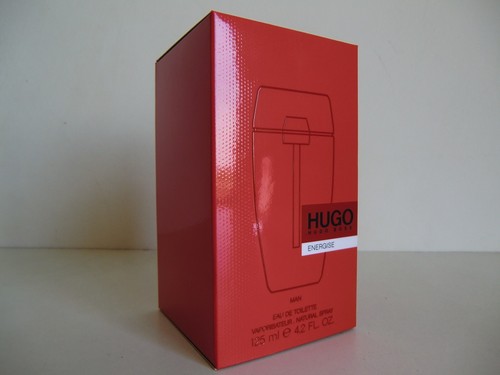 HUGO
HUGO BOSS
ENERGISE
MAN
EAU DE TOILETTE
VAPORISATEUR . NATURAL SPRAY
125 ml e 4.2 FL. OZ.